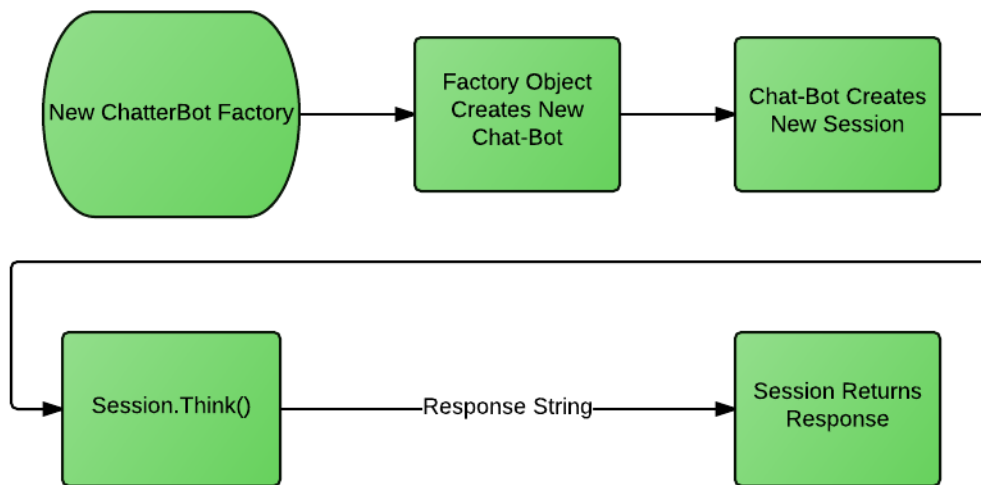 New ChatterBot Factory
Factory Object
Creates New
Chat-Bot
Chat-Bot Creates
New Session
Session.Think()
Response String
Session Returns
Response